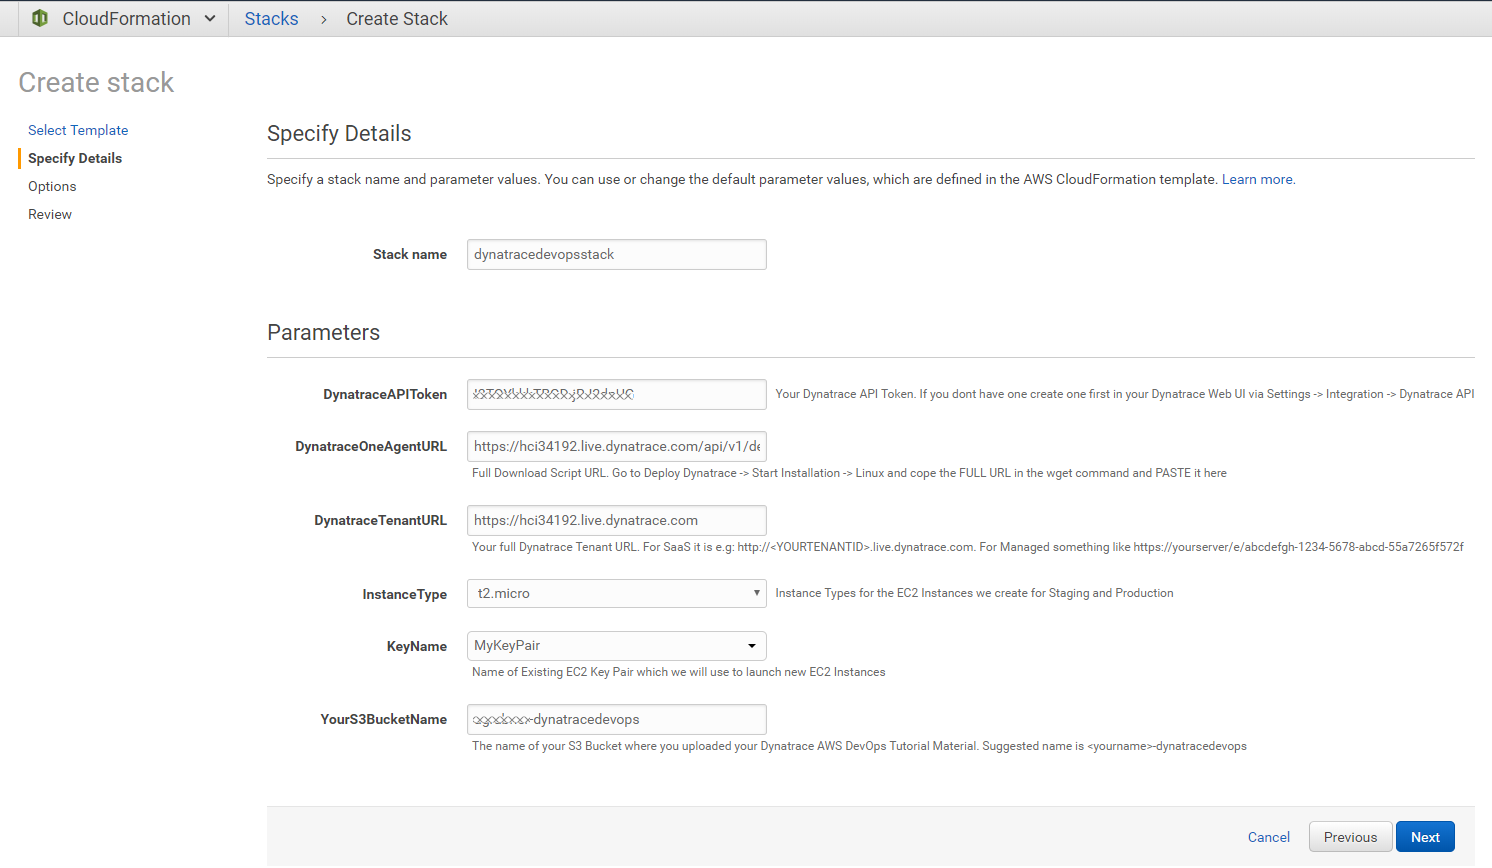 CloudFormation
Stacks > Create Stack
Create stack
Select Template
Specify Details
Options
Review
Specify Details
Specify a stack name and parameter values. You can use or change the default parameter values, which are defined in the AWS CloudFormation template. Learn more.
Stack name dynatracedevopsstack
Parameters
DynatraceAPIToken Your Dynatrace API Token. If you dont have one create one first in your Dynatrace Web UI via Settings -> Integration -> Dynatrace API
DynatraceOneAgentURL https://hci34192.live.dynatrace.com/api/v1/de
Full Download Script URL. Go to Deploy Dynatrace -> Start Installation -> Linux and cope the FULL URL in the wget command and PASTE it here
DynatraceTenantURL https://hci34192.live.dynatrace.com
Your full Dynatrace Tenant URL. For SaaS it is e.g: http://<YOURTENANTID>.live.dynatrace.com. For Managed something like https://yourserver/e/abcdefgh-1234-5678-abcd-55a7265f572f
InstanceType t2.micro Instance Types for the EC2 Instances we create for Staging and Production
KeyName MyKeyPair
Name of Existing EC2 Key Pair which we will use to launch new EC2 Instances
YourS3BucketName -dynatracedevops
The name of your S3 Bucket where you uploaded your Dynatrace AWS DevOps Tutorial Material. Suggested name is <yourname>-dynatracedevops
Cancel Previous Next